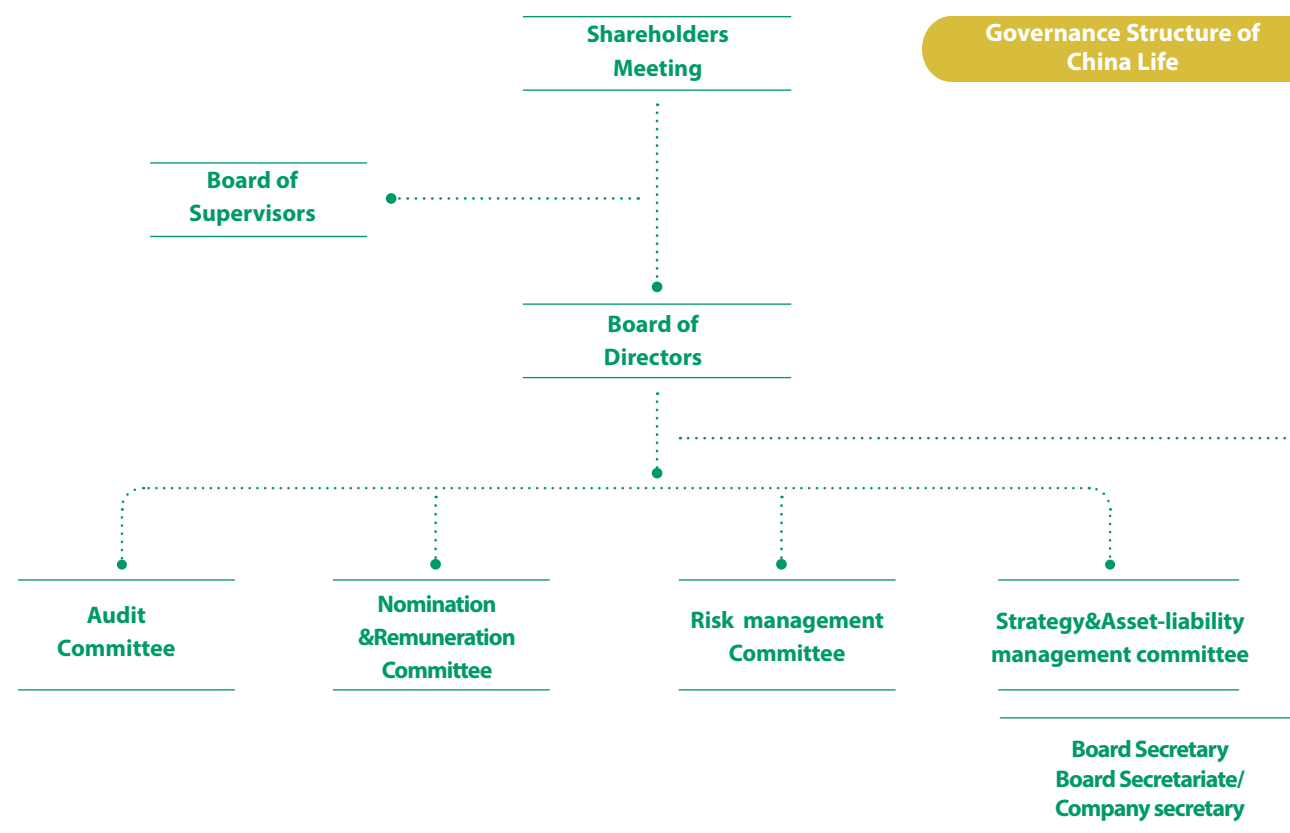 Shareholders
Meeting
Governance Structure of
China Life
Board of
Supervisors
Board of
Directors
Audit
Committee
Nomination
&Remuneration
Committee
Risk management
Committee
Strategy&Asset-liability
management committee
Board Secretary
Board Secretariate/
Company secretary